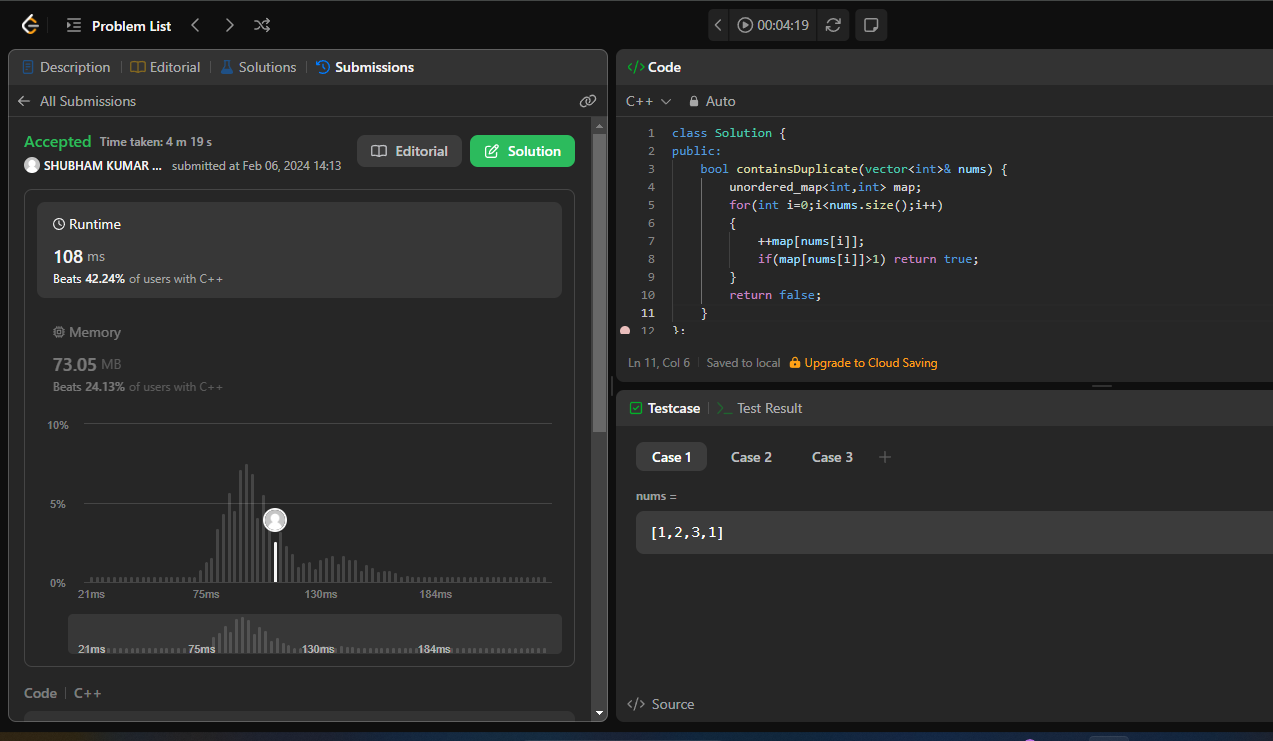 Problem List
00:04:19
Description | Editorial | Solutions | Submissions
All Submissions
Accepted Time taken: 4 m 19 s
SHUBHAM KUMAR ... submitted at Feb 06, 2024 14:13
Editorial
Solution
Runtime
108 ms
Beats 42.24% of users with C++
Memory
73.05 MB
Beats 24.13% of users with C++
10%
5%
0%
21ms 75ms 130ms 184ms
21ms 75ms 130ms 184ms
Code | C++
</> Code
C++ Auto
1 class Solution {
2 public:
3 bool containsDuplicate(vector<int>& nums) {
4 unordered_map<int,int> map;
5 for(int i=0;i<nums.size();i++)
6 {
7 ++map[nums[i]];
8 if(map[nums[i]]>1) return true;
9 }
10 return false;
11 }
12 };
Ln 11, Col 6 | Saved to local Upgrade to Cloud Saving
Testcase | >_ Test Result
Case 1 Case 2 Case 3 +
nums =
[1,2,3,1]
</> Source